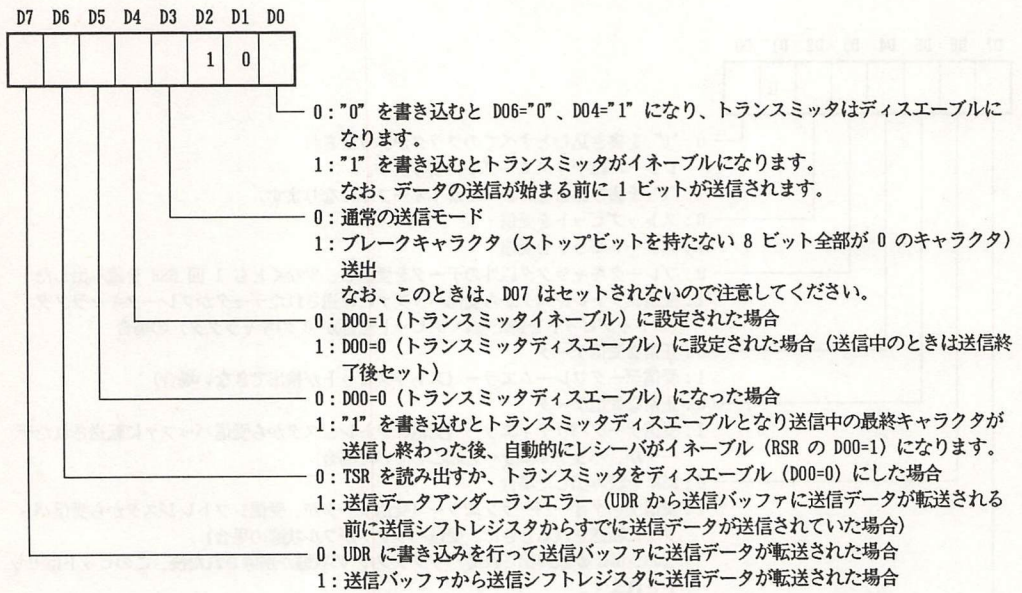 D7 D6 D5 D4 D3 D2 D1 D0
1 0
0:"0" を書き込むと D06="0"、D04="1" になり、トランスミッタはディスエーブルに
なります。
1:"1" を書き込むとトランスミッタがイネーブルになります。
なお、データの送信が始まる前に 1 ビットが送信されます。
0:通常の送信モード
1:ブレークキャラクタ(ストップビットを持たない 8 ビット全部が 0 のキャラクタ)
送出
なお、このときは、D07 はセットされないので注意してください。
0:D00=1(トランスミッタイネーブル)に設定された場合
1:D00=0(トランスミッタディスエーブル)に設定された場合(送信中のときは送信終
了後セット)
0:D00=0(トランスミッタディスエーブル)になった場合
1:"1" を書き込むとトランスミッタディスエーブルとなり送信中の最終キャラクタが
送信し終わった後、自動的にレシーバがイネーブル(RSR の D00=1)になります。
0:TSR を読み出すか、トランスミッタをディスエーブル(D00=0)にした場合
1:送信データアンダーランエラー(UDR から送信バッファに送信データが転送される
前に送信シフトレジスタからすでに送信データが送信されていた場合)
0:UDR に書き込みを行って送信バッファに送信データが転送された場合
1:送信バッファから送信シフトレジスタに送信データが転送された場合